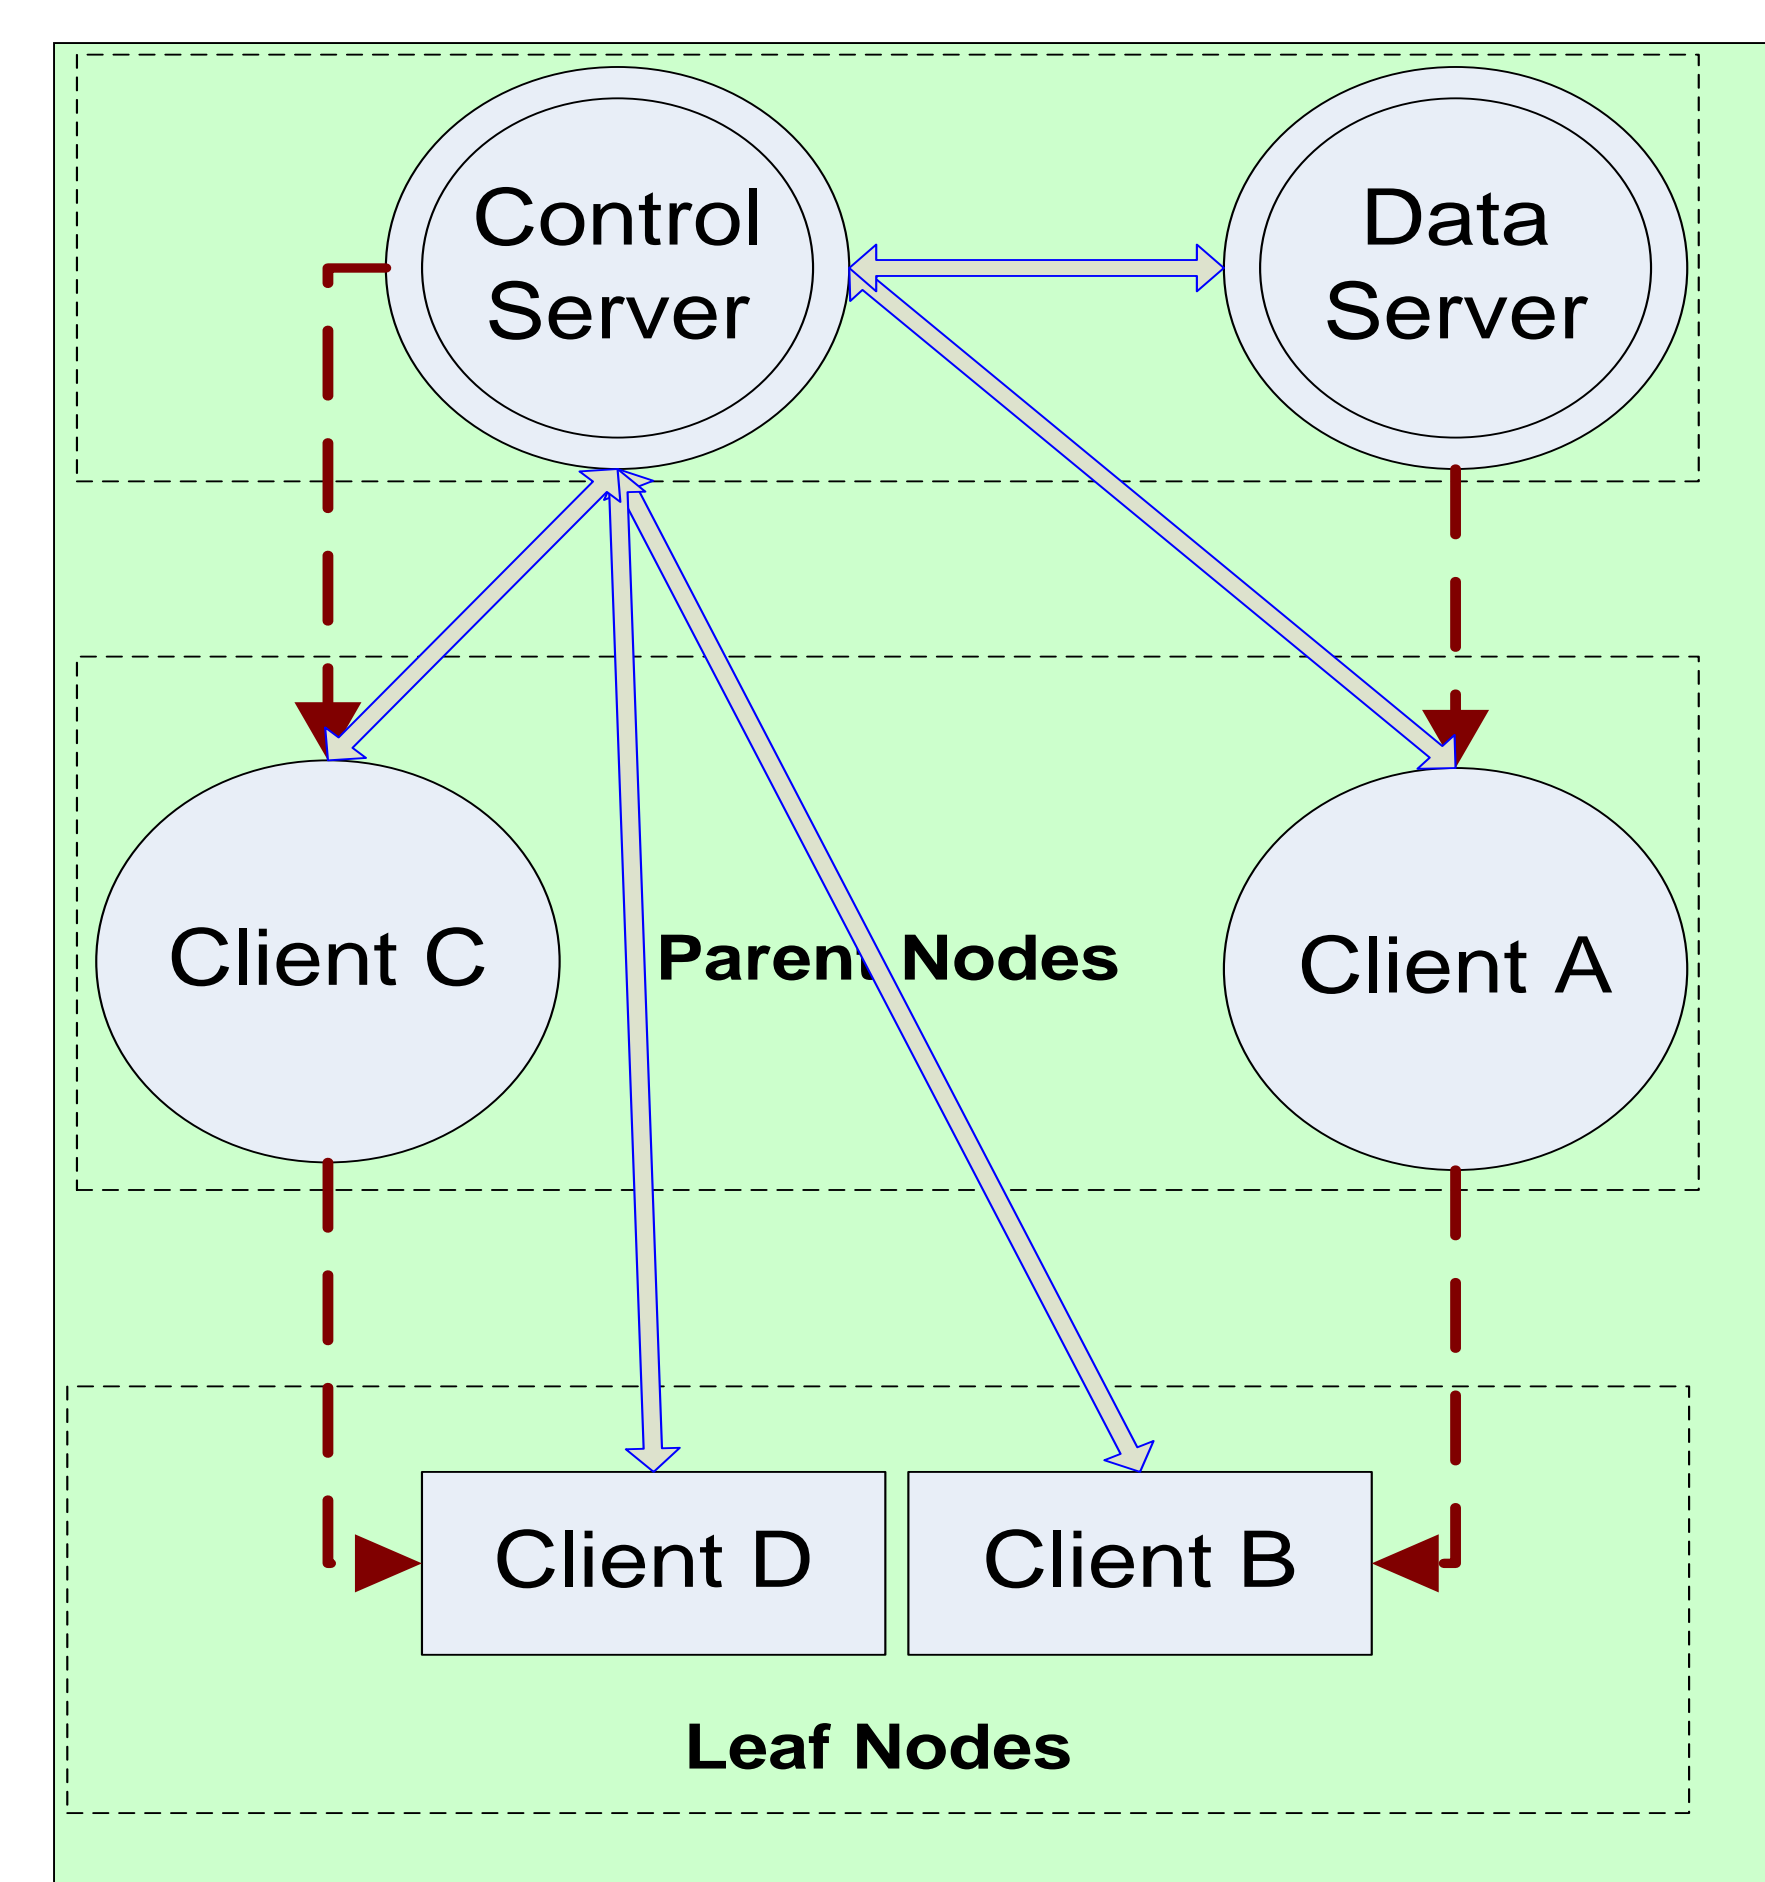 Control
Server
Data
Server
Client C
Parent Nodes
Client A
Client D
Client B
Leaf Nodes